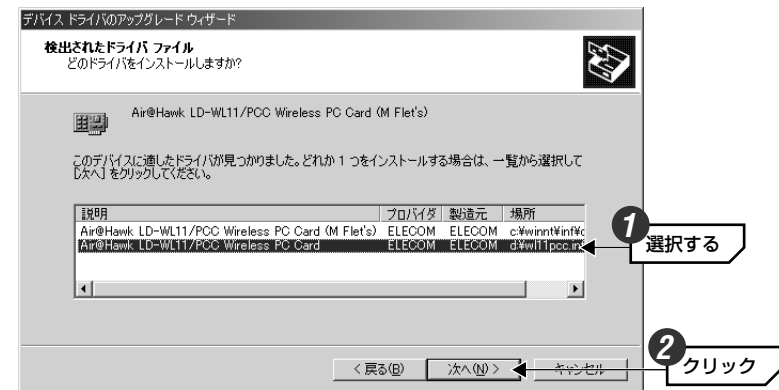 デバイス ドライバのアップグレード ウィザード
検出されたドライバ ファイル
どのドライバをインストールしますか?
Air@Hawk LD-WL11/PCC Wireless PC Card (M Flet's)
このデバイスに適したドライバが見つかりました。どれか 1 つをインストールする場合は、一覧から選択して
[次へ] をクリックしてください。
説明 プロバイダ 製造元 場所
Air@Hawk LD-WL11/PCC Wireless PC Card (M Flet's) ELECOM ELECOM c:¥winnt¥inf¥o
Air@Hawk LD-WL11/PCC Wireless PC Card ELECOM ELECOM d:¥wl11pcc.inf
1 選択する
2 クリック
< 戻る(B) 次へ(N) > キャンセル